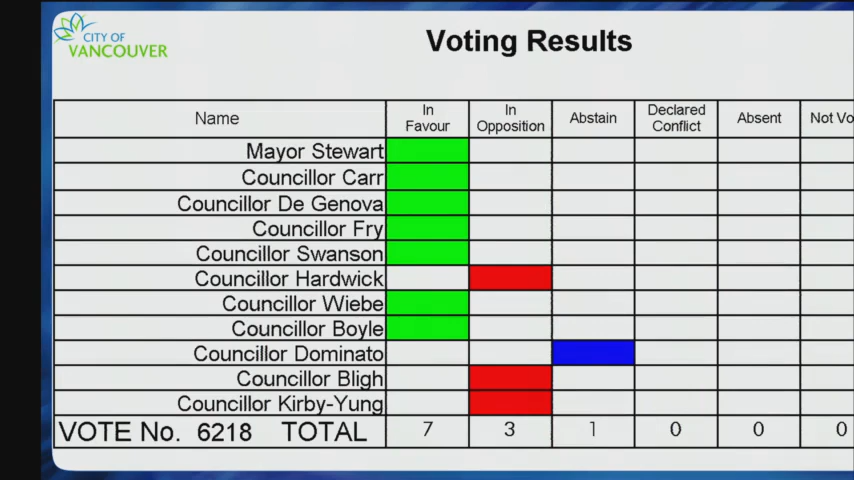 CITY OF
VANCOUVER
Voting Results
Name In Favour In Opposition Abstain Declared Conflict Absent Not Vo
Mayor Stewart
Councillor Carr
Councillor De Genova
Councillor Fry
Councillor Swanson
Councillor Hardwick
Councillor Wiebe
Councillor Boyle
Councillor Dominato
Councillor Bligh
Councillor Kirby-Yung
VOTE No. 6218 TOTAL 7 3 1 0 0 0